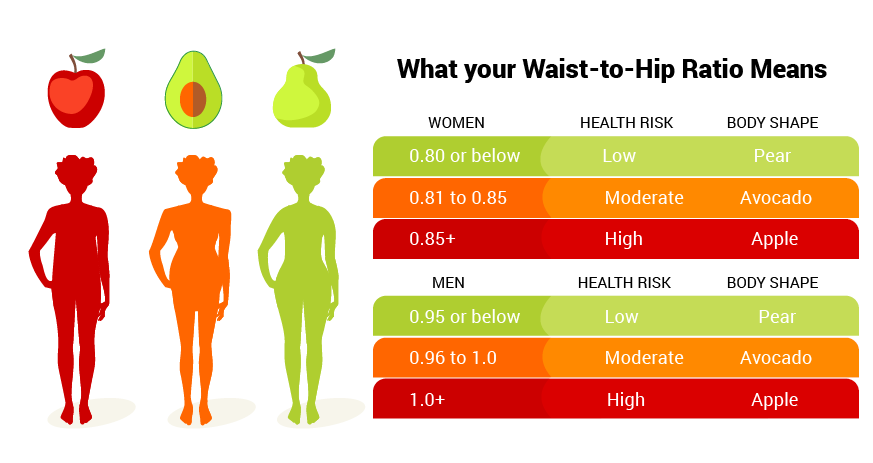 What your Waist-to-Hip Ratio Means
WOMEN HEALTH RISK BODY SHAPE
0.80 or below Low Pear
0.81 to 0.85 Moderate Avocado
0.85+ High Apple
MEN HEALTH RISK BODY SHAPE
0.95 or below Low Pear
0.96 to 1.0 Moderate Avocado
1.0+ High Apple